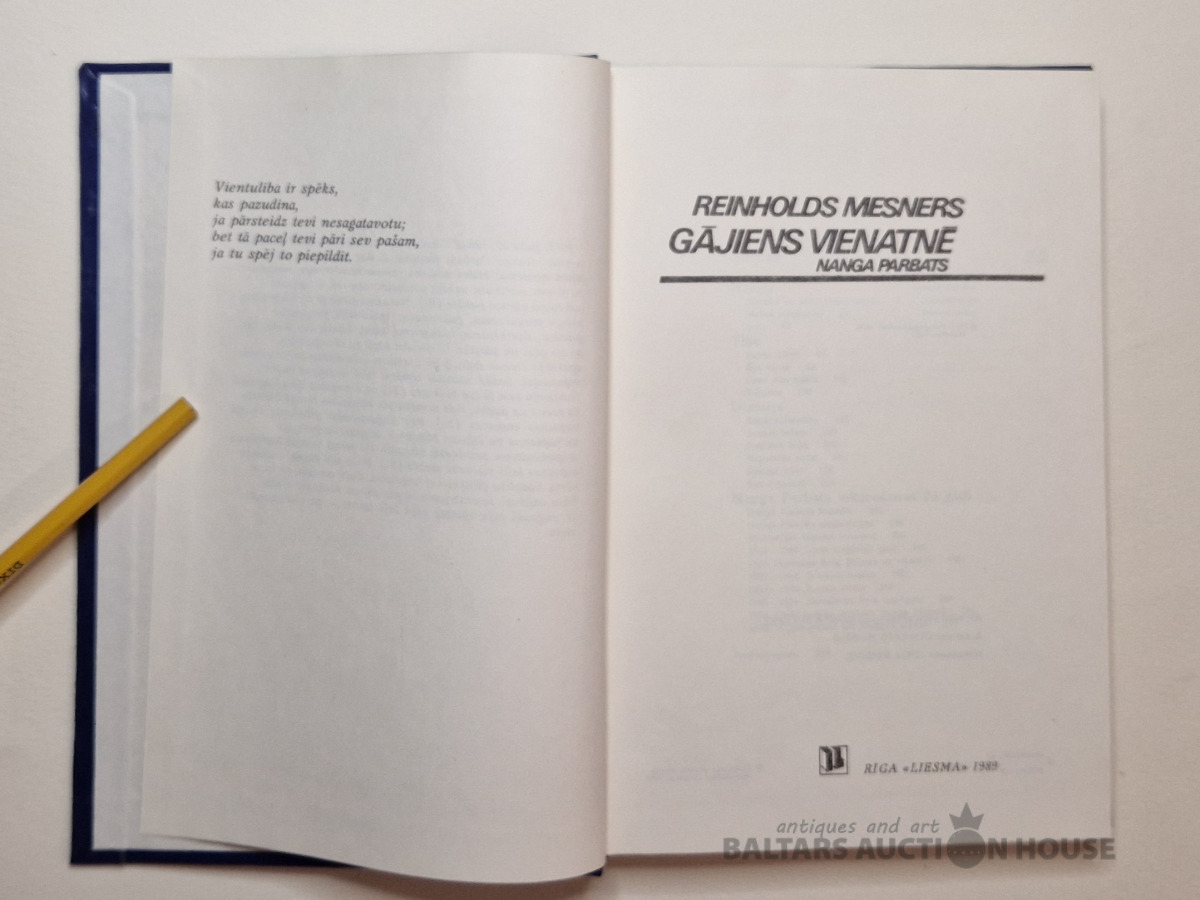 Vientulība ir spēks,
kas pazudina,
ja pārsteidz tevi nesagatavotu;
bet tā paceļ tevi pāri sev pašam,
ja tu spēj to piepildīt.
REINHOLDS MESNERS
GĀJIENS VIENATNĒ
NANGA PARBATS
RĪGA «LIESMA» 1989
DIX
antiques and art
BALTARS AUCTION HOUSE